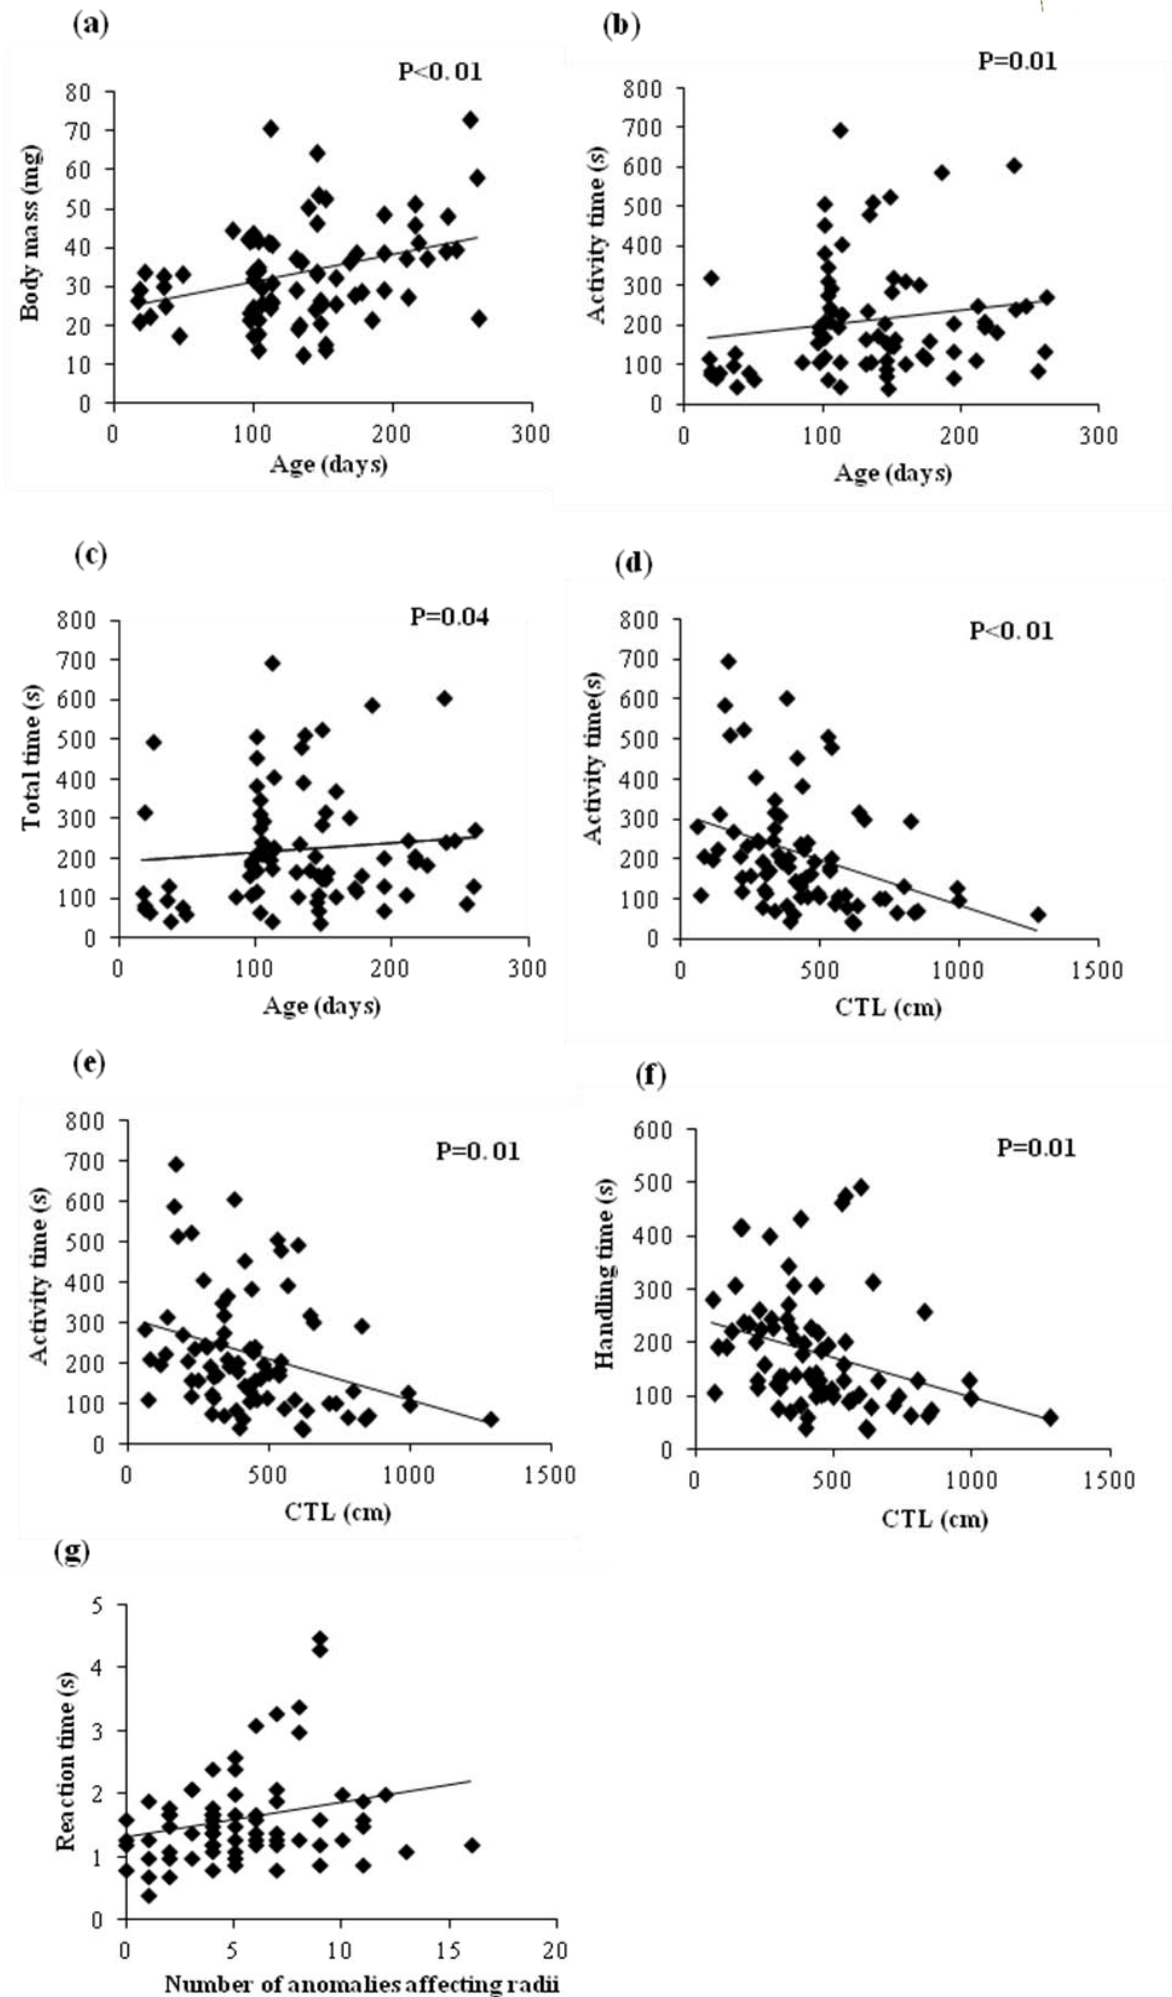 (a)
P<0.01
Body mass (mg)
80
70
60
50
40
30
20
10
0
0 100 200 300
Age (days)
(b)
P=0.01
Activity time (s)
800
700
600
500
400
300
200
100
0
0 100 200 300
Age (days)
(c)
P=0.04
Total time (s)
800
700
600
500
400
300
200
100
0
0 100 200 300
Age (days)
(d)
P<0.01
Activity time(s)
800
700
600
500
400
300
200
100
0
0 500 1000 1500
CTL (cm)
(e)
P=0.01
Activity time (s)
800
700
600
500
400
300
200
100
0
0 500 1000 1500
CTL (cm)
(f)
P=0.01
Handling time (s)
600
500
400
300
200
100
0
0 500 1000 1500
CTL (cm)
(g)
Reaction time (s)
5
4
3
2
1
0
0 5 10 15 20
Number of anomalies affecting radii